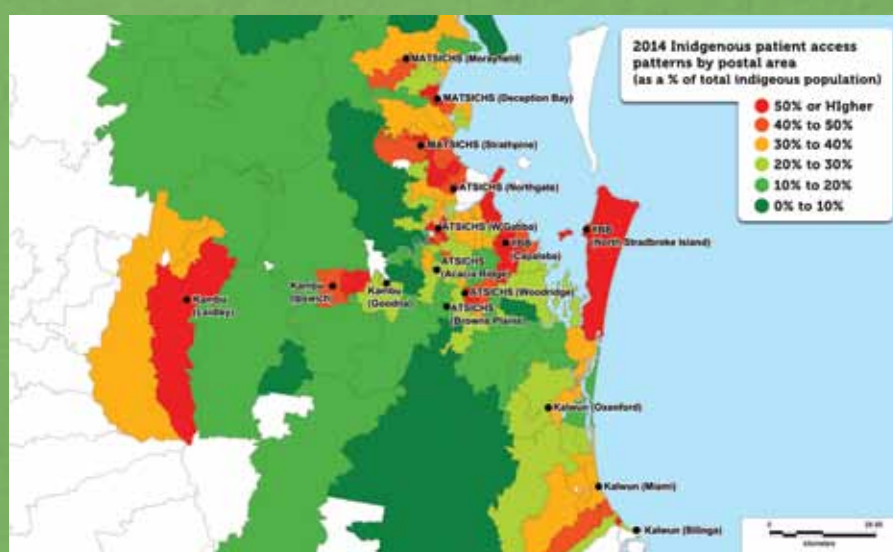 2014 Inidgenous patient access
patterns by postal area
(as a % of total indigeous population)
50% or HIgher
40% to 50%
30% to 40%
20% to 30%
10% to 20%
0% to 10%
MATSICHS (Morayfield)
MATSICHS (Deception Bay)
MATSICHS (Strathpine)
ATSICHS (Northgate)
ATSICHS (W'Gabba)
YBB
(Capalaba)
YBB
(North Stradbroke Island)
ATSICHS
(Acacia Ridge)
Kambu
(Laidley)
Kambu
(Ipswich)
Kambu
(Goodna)
ATSICHS (Woodridge)
ATSICHS
(Browns Plains)
Kalwun (Oxenford)
Kalwun (Miami)
Kalwun (Bilinga)
0
kilometres